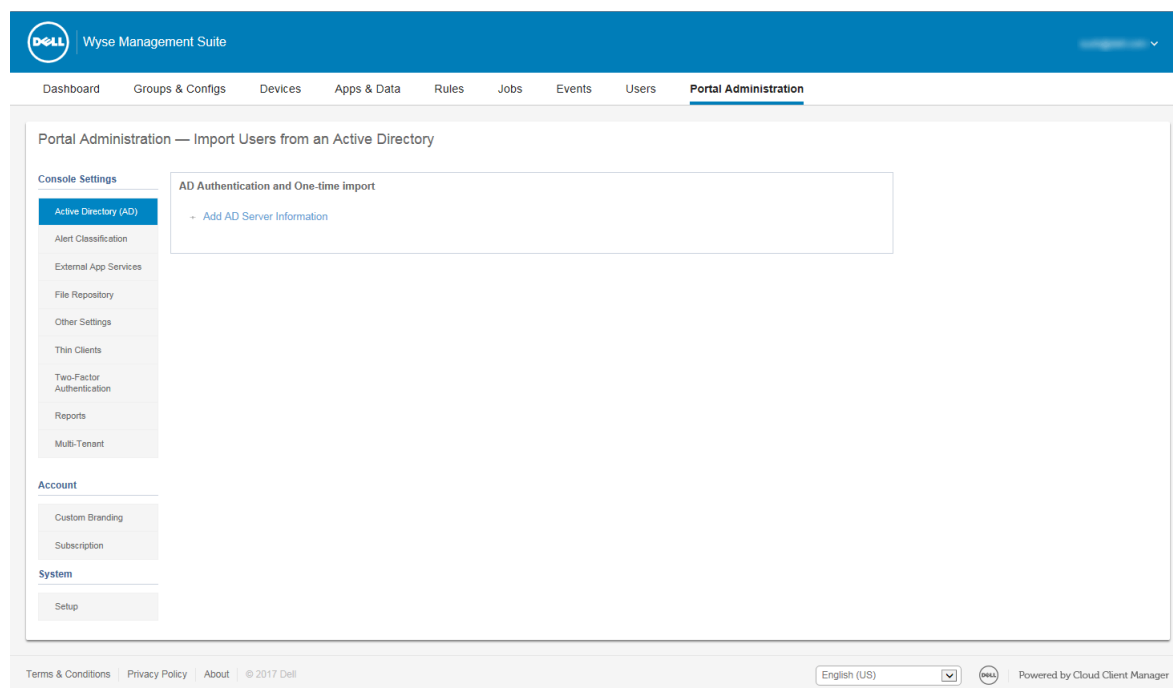 DELL Wyse Management Suite
Dashboard Groups & Configs Devices Apps & Data Rules Jobs Events Users Portal Administration
Portal Administration — Import Users from an Active Directory
Console Settings
Active Directory (AD)
Alert Classification
External App Services
File Repository
Other Settings
Thin Clients
Two-Factor
Authentication
Reports
Multi-Tenant
AD Authentication and One-time import
+ Add AD Server Information
Account
Custom Branding
Subscription
System
Setup
Terms & Conditions Privacy Policy About © 2017 Dell English (US) DELL Powered by Cloud Client Manager